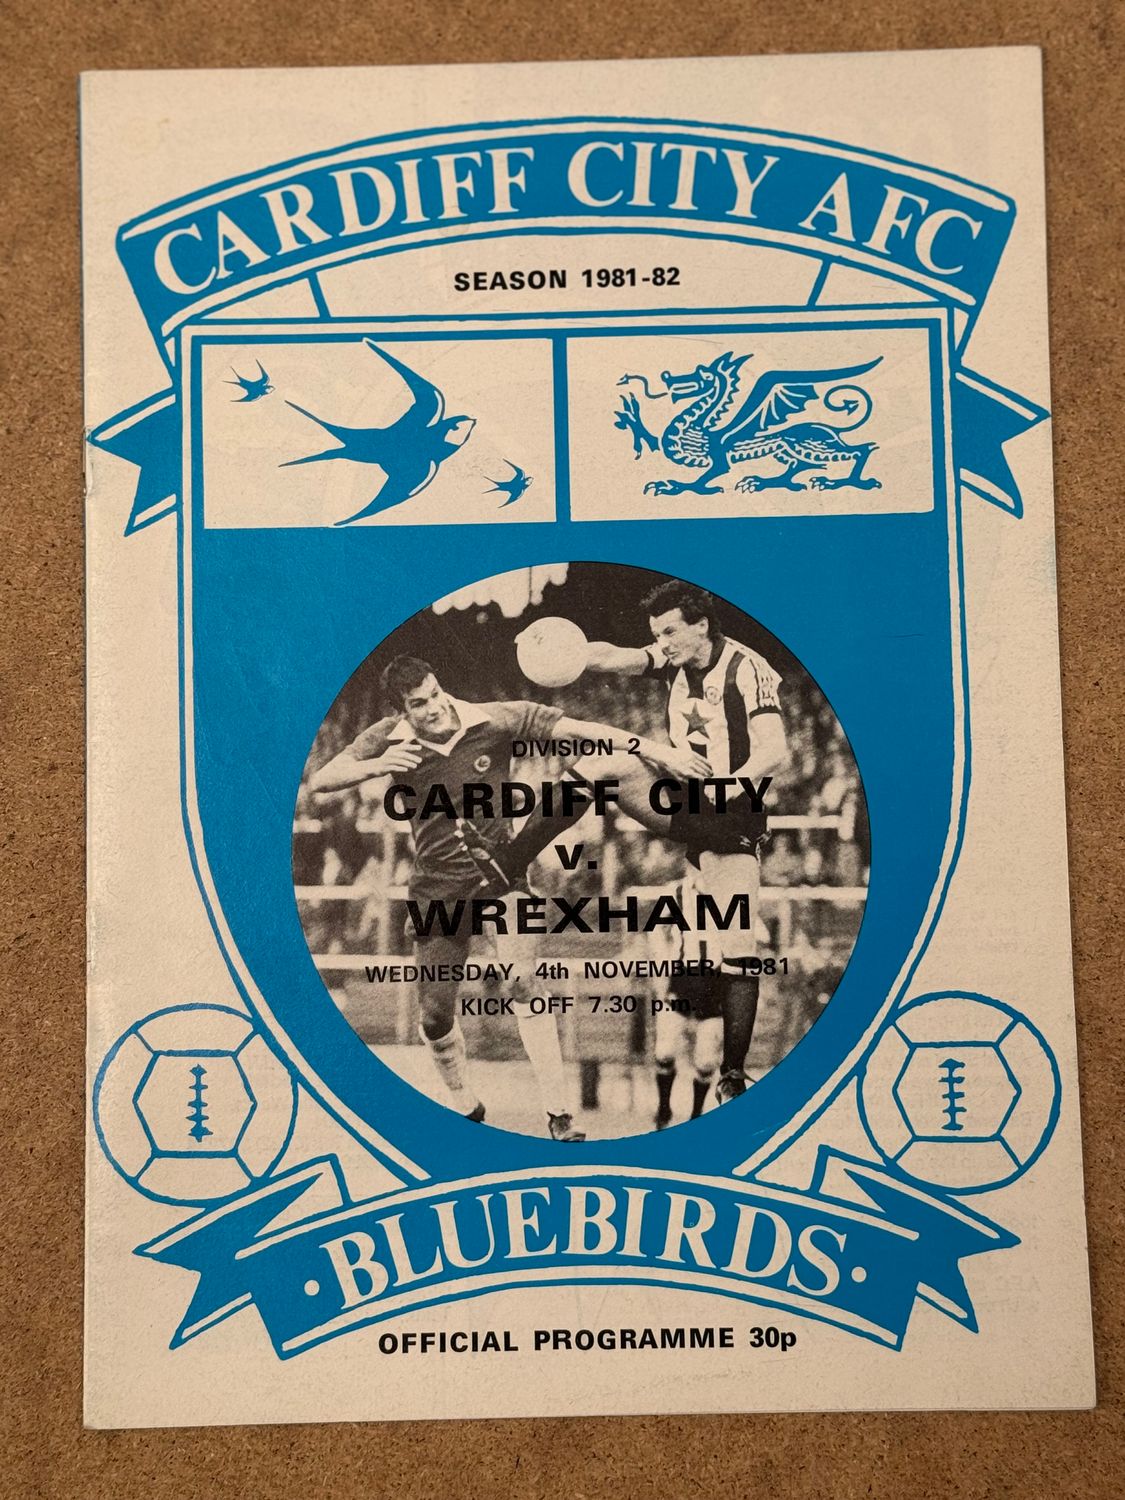 CARDIFF CITY AFC
SEASON 1981-82
DIVISION 2
CARDIFF CITY
v.
WREXHAM
WEDNESDAY, 4th NOVEMBER, 1981
KICK OFF 7.30 p.m.
·BLUEBIRDS·
OFFICIAL PROGRAMME 30p